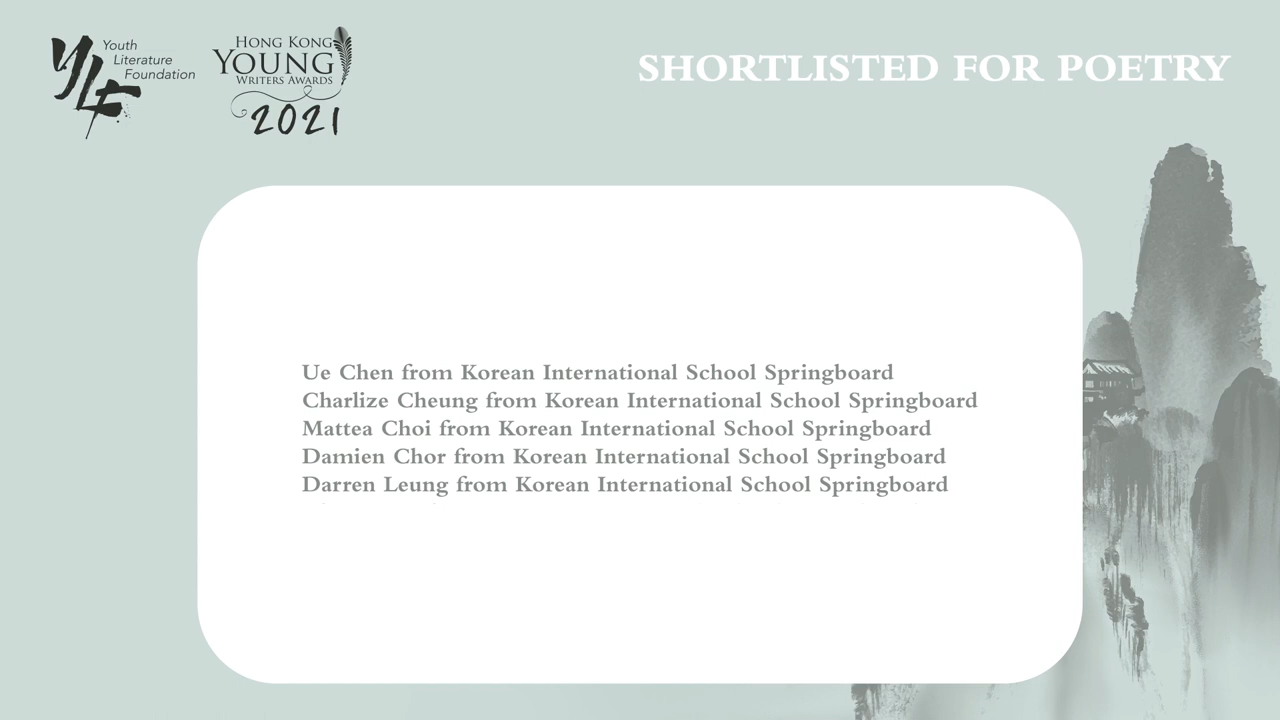 Youth
Literature
Foundation
HONG KONG
YOUNG
WRITERS AWARDS
2021
SHORTLISTED FOR POETRY
Ue Chen from Korean International School Springboard
Charlize Cheung from Korean International School Springboard
Mattea Choi from Korean International School Springboard
Damien Chor from Korean International School Springboard
Darren Leung from Korean International School Springboard